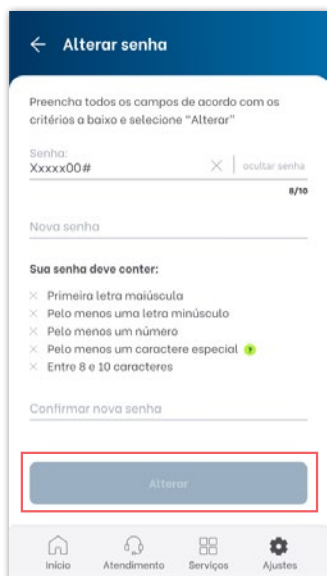 Alterar senha
Preencha todos os campos de acordo com os
critérios a baixo e selecione "Alterar"
Senha:
Xxxxx00#
ocultar senha
8/10
Nova senha
Sua senha deve conter:
Primeira letra maiúscula
Pelo menos uma letra minúsculo
Pelo menos um número
Pelo menos um caractere especial ?
Entre 8 e 10 caracteres
Confirmar nova senha
Alterar
Início Atendimento Serviços Ajustes